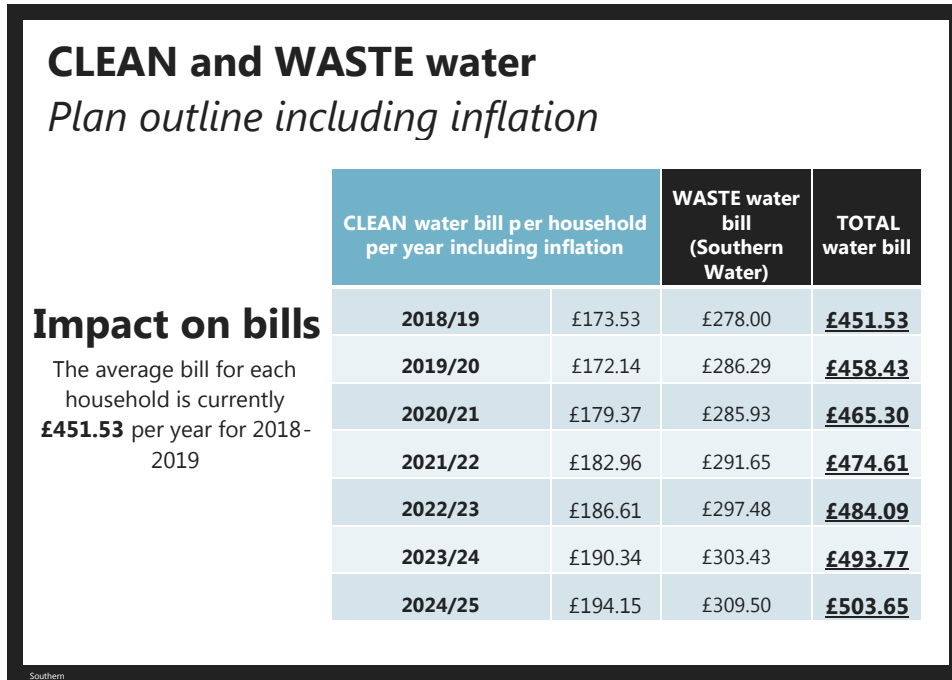 CLEAN and WASTE water
Plan outline including inflation
Impact on bills
The average bill for each
household is currently
£451.53 per year for 2018-
2019
CLEAN water bill per household
per year including inflation
WASTE water
bill
(Southern
Water)
TOTAL
water bill
2018/19 £173.53 £278.00 £451.53
2019/20 £172.14 £286.29 £458.43
2020/21 £179.37 £285.93 £465.30
2021/22 £182.96 £291.65 £474.61
2022/23 £186.61 £297.48 £484.09
2023/24 £190.34 £303.43 £493.77
2024/25 £194.15 £309.50 £503.65
Southern